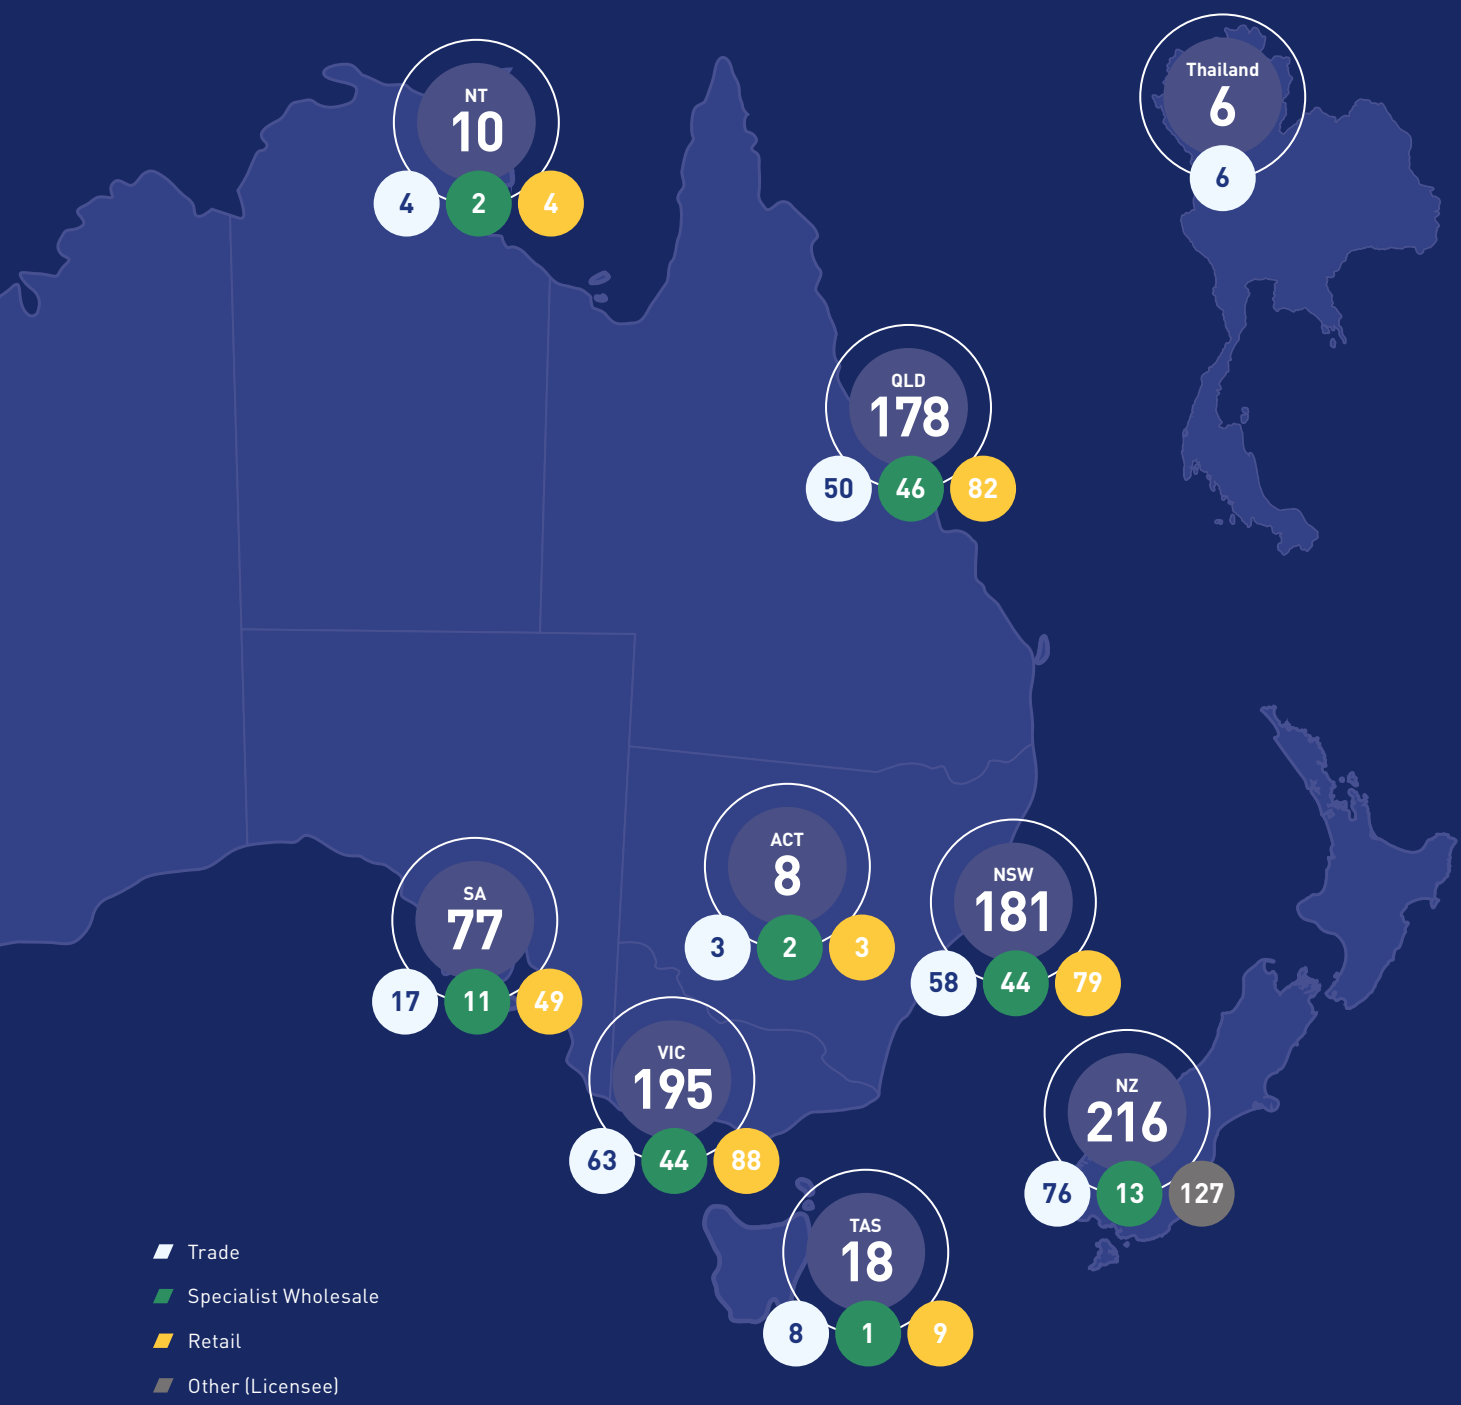 NT
10
4 2 4
Thailand
6
6
QLD
178
50 46 82
ACT
8
3 2 3
NSW
181
58 44 79
SA
77
17 11 49
VIC
195
63 44 88
NZ
216
76 13 127
TAS
18
8 1 9
Trade
Specialist Wholesale
Retail
Other (Licensee)